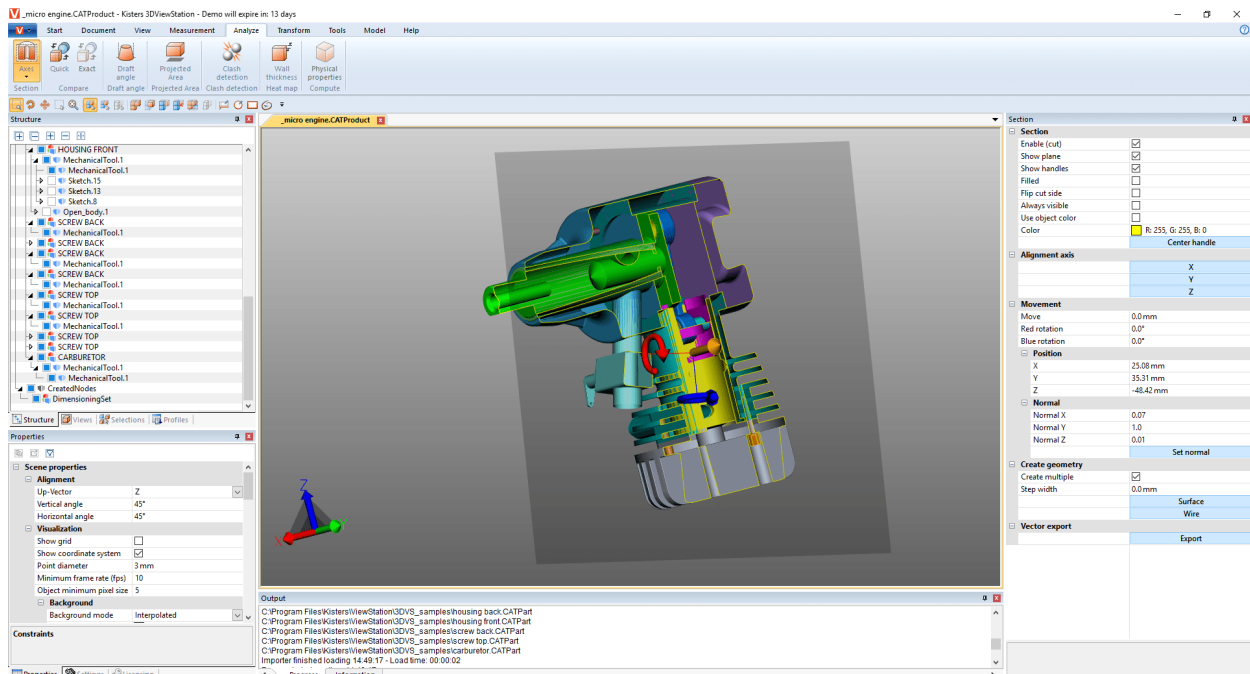 _micro engine.CATProduct - Kisters 3DViewStation - Demo will expire in: 13 days
Start Document View Measurement Analyze Transform Tools Model Help
Axes Quick Exact Draft angle Projected Area Clash detection Wall thickness Physical properties
Section Compare Draft angle Projected Area Clash detection Heat map Compute
Structure
HOUSING FRONT
MechanicalTool.1
MechanicalTool.1
Sketch.15
Sketch.13
Sketch.8
Open_body.1
SCREW BACK
MechanicalTool.1
SCREW BACK
SCREW BACK
MechanicalTool.1
SCREW BACK
MechanicalTool.1
SCREW TOP
MechanicalTool.1
SCREW TOP
MechanicalTool.1
SCREW TOP
SCREW TOP
CARBURETOR
MechanicalTool.1
MechanicalTool.1
CreatedNodes
DimensioningSet
Structure Views Selections Profiles
Properties
Scene properties
Alignment
Up-Vector Z
Vertical angle 45°
Horizontal angle 45°
Visualization
Show grid
Show coordinate system
Point diameter 3 mm
Minimum frame rate (fps) 10
Object minimum pixel size 5
Background
Background mode Interpolated
Constraints
Properties Settings Licensing
_micro engine.CATProduct
Z
X
Output
C:\Program Files\Kisters\ViewStation\3DVS_samples\housing back.CATPart
C:\Program Files\Kisters\ViewStation\3DVS_samples\housing front.CATPart
C:\Program Files\Kisters\ViewStation\3DVS_samples\screw back.CATPart
C:\Program Files\Kisters\ViewStation\3DVS_samples\screw top.CATPart
C:\Program Files\Kisters\ViewStation\3DVS_samples\carburetor.CATPart
Importer finished loading 14:49:17 - Load time: 00:00:02
Progress Information
Section
Section
Enable (cut)
Show plane
Show handles
Filled
Flip cut side
Always visible
Use object color
Color R: 255, G: 255, B: 0
Center handle
Alignment axis
X
Y
Z
Movement
Move 0.0 mm
Red rotation 0.0°
Blue rotation 0.0°
Position
X 25.08 mm
Y 35.31 mm
Z -48.42 mm
Normal
Normal X 0.07
Normal Y 1.0
Normal Z 0.01
Set normal
Create geometry
Create multiple
Step width 0.0 mm
Surface
Wire
Vector export
Export